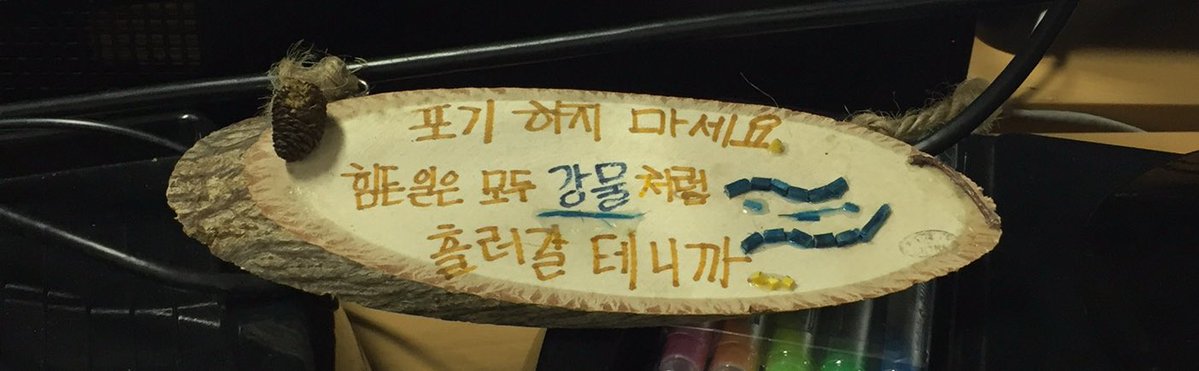 포기 하지 마세요.
힘든 일은 모두 강물처럼
흘러갈 테니까